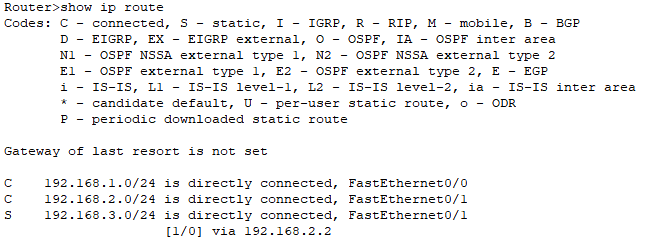 Router>show ip route
Codes: C - connected, S - static, I - IGRP, R - RIP, M - mobile, B - BGP
       D - EIGRP, EX - EIGRP external, O - OSPF, IA - OSPF inter area
       N1 - OSPF NSSA external type 1, N2 - OSPF NSSA external type 2
       E1 - OSPF external type 1, E2 - OSPF external type 2, E - EGP
       i - IS-IS, L1 - IS-IS level-1, L2 - IS-IS level-2, ia - IS-IS inter area
       * - candidate default, U - per-user static route, o - ODR
       P - periodic downloaded static route
Gateway of last resort is not set
C    192.168.1.0/24 is directly connected, FastEthernet0/0
C    192.168.2.0/24 is directly connected, FastEthernet0/1
S    192.168.3.0/24 is directly connected, FastEthernet0/1
                    [1/0] via 192.168.2.2